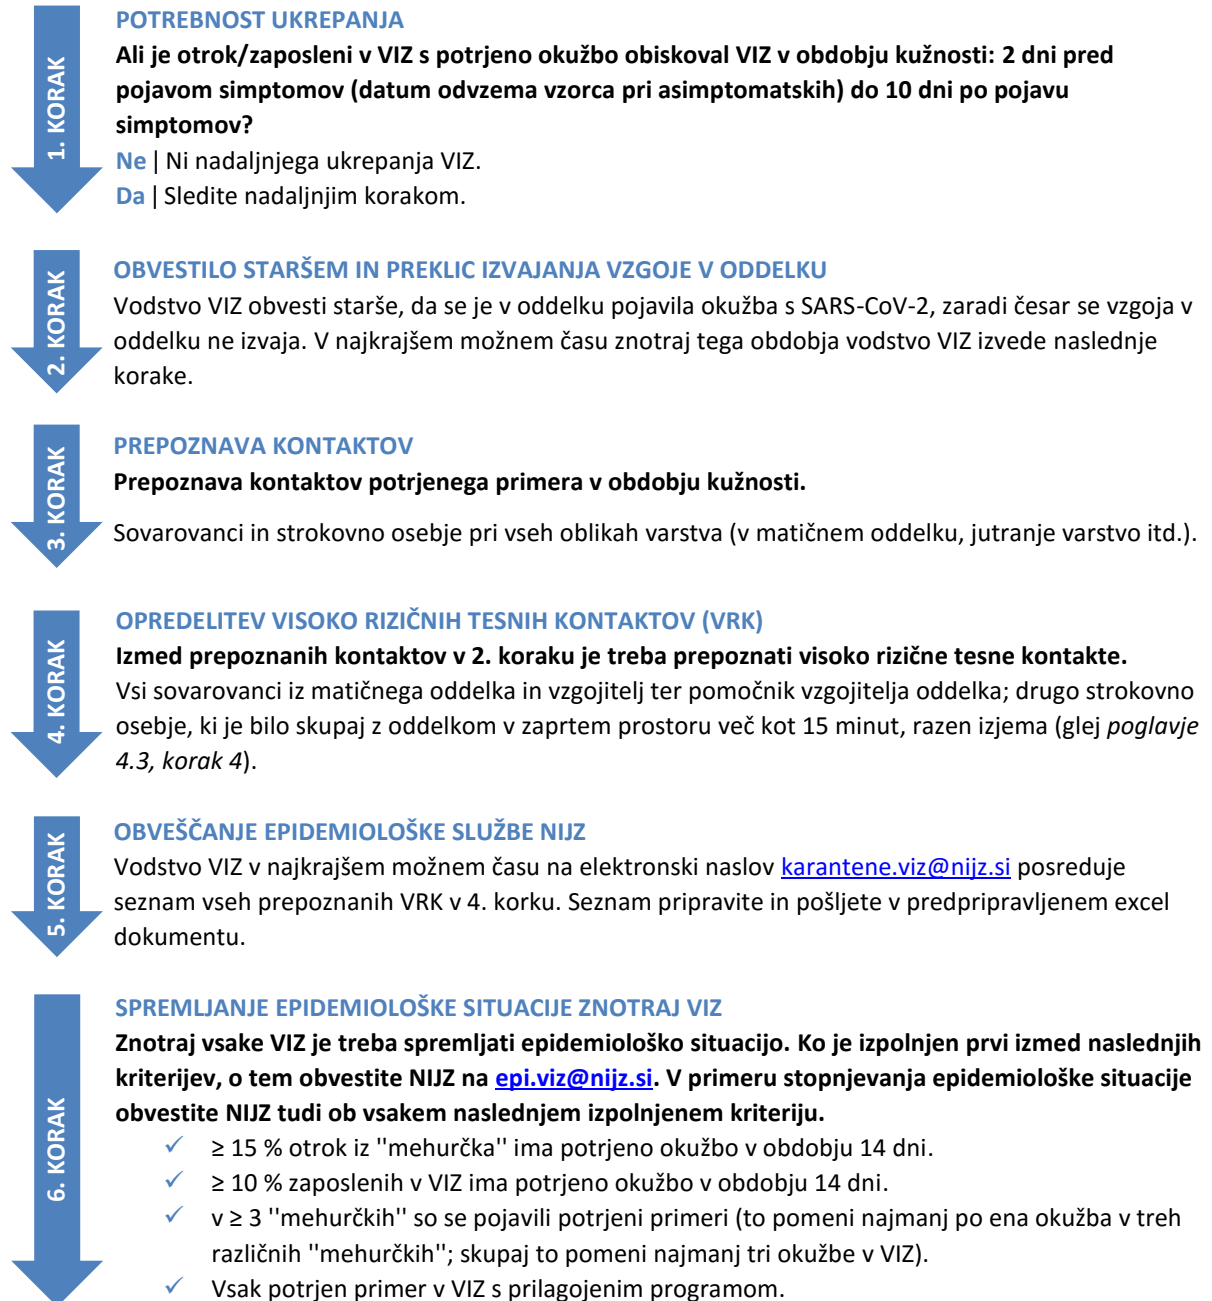 1. KORAK
POTREBNOST UKREPANJA
Ali je otrok/zaposleni v VIZ s potrjeno okužbo obiskoval VIZ v obdobju kužnosti: 2 dni pred
pojavom simptomov (datum odvzema vzorca pri asimptomatskih) do 10 dni po pojavu
simptomov?
Ne | Ni nadaljnjega ukrepanja VIZ.
Da | Sledite nadaljnjim korakom.
2. KORAK
OBVESTILO STARŠEM IN PREKLIC IZVAJANJA VZGOJE V ODDELKU
Vodstvo VIZ obvesti starše, da se je v oddelku pojavila okužba s SARS-CoV-2, zaradi česar se vzgoja v
oddelku ne izvaja. V najkrajšem možnem času znotraj tega obdobja vodstvo VIZ izvede naslednje
korake.
3. KORAK
PREPOZNAVA KONTAKTOV
Prepoznava kontaktov potrjenega primera v obdobju kužnosti.
Sovarovanci in strokovno osebje pri vseh oblikah varstva (v matičnem oddelku, jutranje varstvo itd.).
4. KORAK
OPREDELITEV VISOKO RIZIČNIH TESNIH KONTAKTOV (VRK)
Izmed prepoznanih kontaktov v 2. koraku je treba prepoznati visoko rizične tesne kontakte.
Vsi sovarovanci iz matičnega oddelka in vzgojitelj ter pomočnik vzgojitelja oddelka; drugo strokovno
osebje, ki je bilo skupaj z oddelkom v zaprtem prostoru več kot 15 minut, razen izjema (glej poglavje
4.3, korak 4).
5. KORAK
OBVEŠČANJE EPIDEMIOLOŠKE SLUŽBE NIJZ
Vodstvo VIZ v najkrajšem možnem času na elektronski naslov karantene.viz@nijz.si posreduje
seznam vseh prepoznanih VRK v 4. korku. Seznam pripravite in pošljete v predpripravljenem excel
dokumentu.
6. KORAK
SPREMLJANJE EPIDEMIOLOŠKE SITUACIJE ZNOTRAJ VIZ
Znotraj vsake VIZ je treba spremljati epidemiološko situacijo. Ko je izpolnjen prvi izmed naslednjih
kriterijev, o tem obvestite NIJZ na epi.viz@nijz.si. V primeru stopnjevanja epidemiološke situacije
obvestite NIJZ tudi ob vsakem naslednjem izpolnjenem kriteriju.
✓ ≥ 15 % otrok iz ''mehurčka'' ima potrjeno okužbo v obdobju 14 dni.
✓ ≥ 10 % zaposlenih v VIZ ima potrjeno okužbo v obdobju 14 dni.
✓ v ≥ 3 ''mehurčkih'' so se pojavili potrjeni primeri (to pomeni najmanj po ena okužba v treh
različnih ''mehurčkih''; skupaj to pomeni najmanj tri okužbe v VIZ).
✓ Vsak potrjen primer v VIZ s prilagojenim programom.